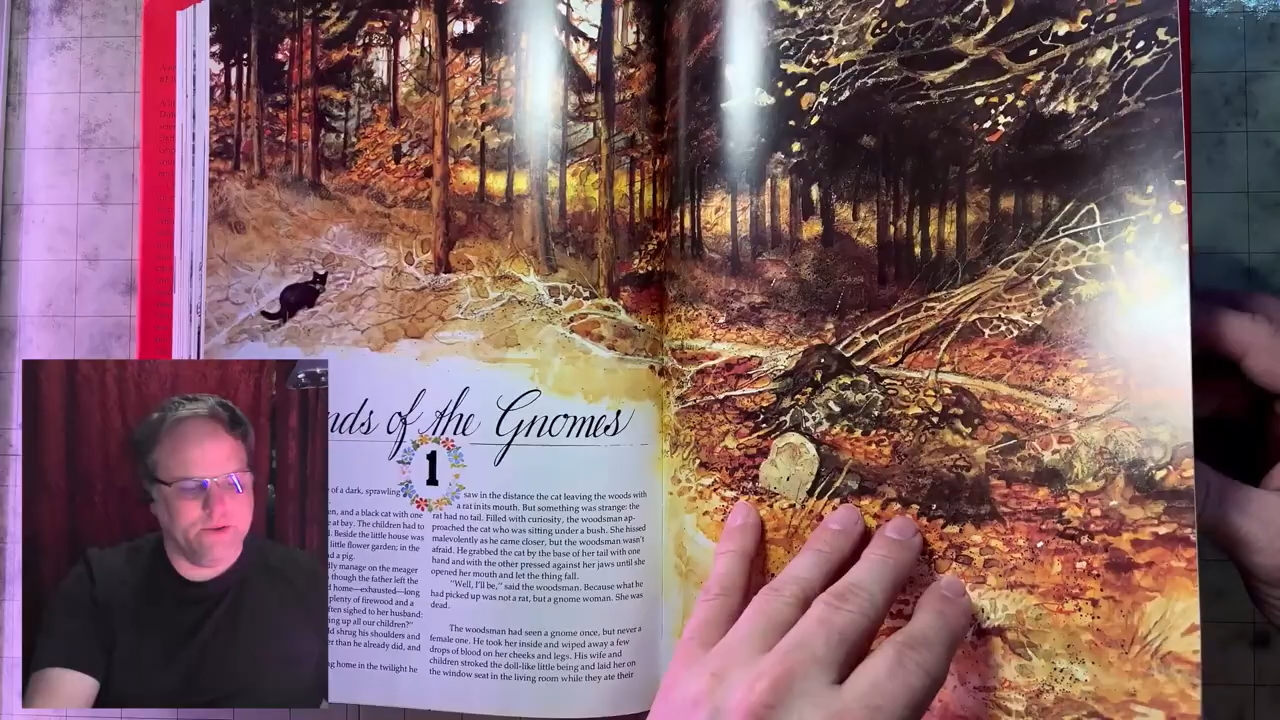 nds of the Gnomes
1
of a dark, sprawling
en, and a black cat with one
at bay. The children had to
Beside the little house was
little flower garden; in the
d a pig.
ly manage on the meager
though the father left the
home—exhausted—long
plenty of firewood and a
ften sighed to her husband:
ing up all our children?"
ld shrug his shoulders and
er than he already did, and
g home in the twilight he
saw in the distance the cat leaving the woods with
a rat in its mouth. But something was strange: the
rat had no tail. Filled with curiosity, the woodsman ap-
proached the cat who was sitting under a bush. She hissed
malevolently as he came closer, but the woodsman wasn't
afraid. He grabbed the cat by the base of her tail with one
hand and with the other pressed against her jaws until she
opened her mouth and let the thing fall.
"Well, I'll be," said the woodsman. Because what he
had picked up was not a rat, but a gnome woman. She was
dead.
The woodsman had seen a gnome once, but never a
female one. He took her inside and wiped away a few
drops of blood on her cheeks and legs. His wife and
children stroked the doll-like little being and laid her on
the window seat in the living room while they ate their